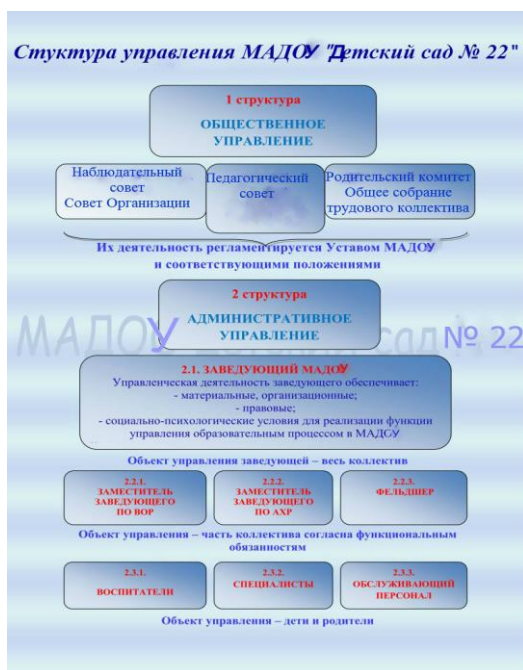 Стуктура управления МАДОУ "Детский сад № 22"
1 структура
ОБЩЕСТВЕННОЕ
УПРАВЛЕНИЕ
Наблюдательный
совет
Совет Организации
Педагогический
совет
Родительский комитет
Общее собрание
трудового коллектива
Их деятельность регламентируется Уставом МАДОУ
и соответствующими положениями
2 структура
АДМИНИСТРАТИВНОЕ
УПРАВЛЕНИЕ
МАДОУ сад № 22
2.1. ЗАВЕДУЮЩИЙ МАДОУ
Управленческая деятельность заведующего обеспечивает:
- материальные, организационные;
- правовые;
- социально-психологические условия для реализации функции
управления образовательным процессом в МАДОУ
Объект управления заведующей – весь коллектив
2.2.1.
ЗАМЕСТИТЕЛЬ
ЗАВЕДУЮЩЕГО
ПО ВОР
2.2.2.
ЗАМЕСТИТЕЛЬ
ЗАВЕДУЮЩЕГО
ПО АХР
2.2.3.
ФЕЛЬДШЕР
Объект управления – часть коллектива согласна функциональным
обязанностям
2.3.1.
ВОСПИТАТЕЛИ
2.3.2.
СПЕЦИАЛИСТЫ
2.3.3.
ОБСЛУЖИВАЮЩИЙ
ПЕРСОНАЛ
Объект управления – дети и родители